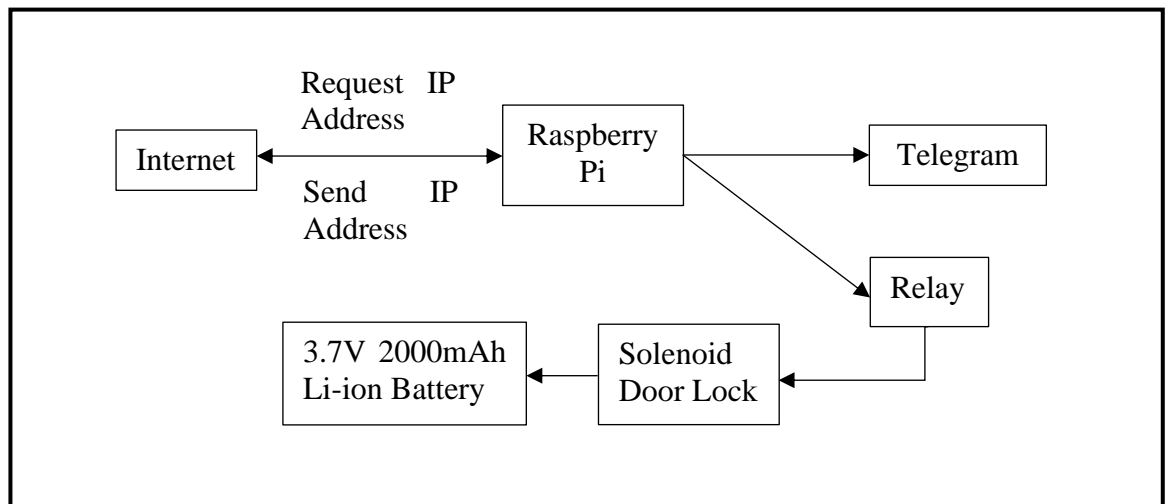 Request IP
Address
Internet
Send IP
Address
Raspberry
Pi
Telegram
Relay
Solenoid
Door Lock
3.7V 2000mAh
Li-ion Battery